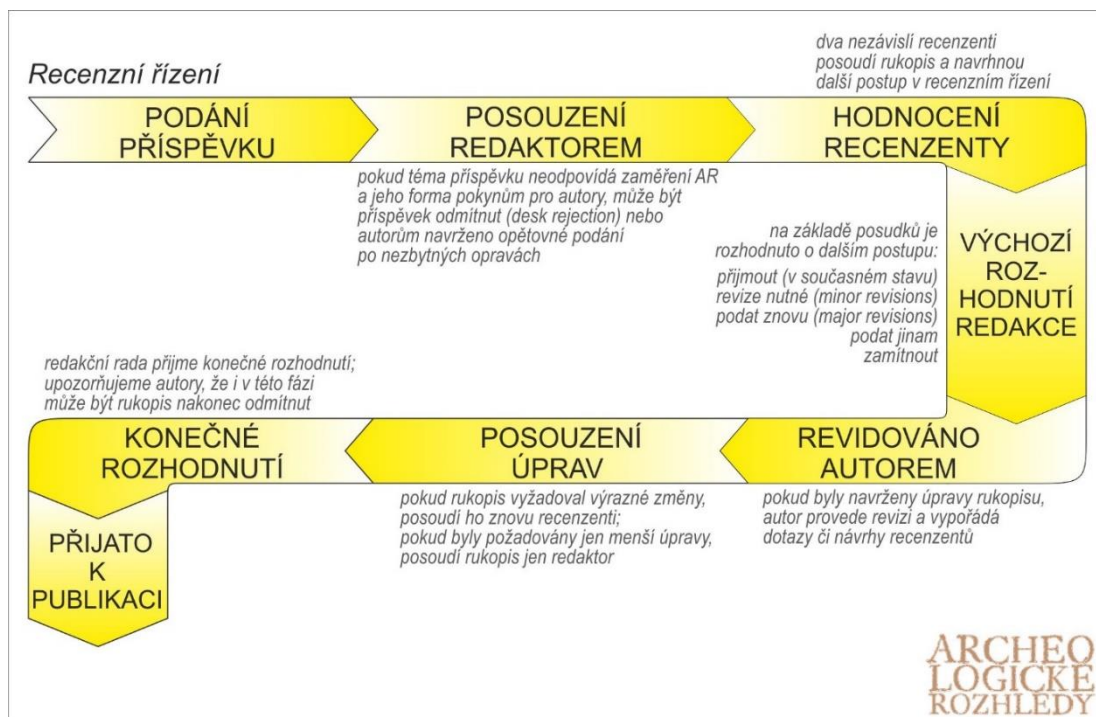 Recenzní řízení
PODÁNÍ
PŘÍSPĚVKU
POSOUZENÍ
REDAKTOREM
pokud téma příspěvku neodpovídá zaměření AR
a jeho forma pokynům pro autory, může být
příspěvek odmítnut (desk rejection) nebo
autorům navrženo opětovné podání
po nezbytných opravách
dva nezávislí recenzenti
posoudí rukopis a navrhnou
další postup v recenzním řízení
HODNOCENÍ
RECENZENTY
VÝCHOZÍ
ROZ-
HODNUTÍ
REDAKCE
na základě posudků je
rozhodnuto o dalším postupu:
přijmout (v současném stavu)
revize nutné (minor revisions)
podat znovu (major revisions)
podat jinam
zamítnout
REVIDOVÁNO
AUTOREM
pokud byly navrženy úpravy rukopisu,
autor provede revizi a vypořádá
dotazy či návrhy recenzentů
POSOUZENÍ
ÚPRAV
pokud rukopis vyžadoval výrazné změny,
posoudí ho znovu recenzenti;
pokud byly požadovány jen menší úpravy,
posoudí rukopis jen redaktor
redakční rada přijme konečné rozhodnutí;
upozorňujeme autory, že i v této fázi
může být rukopis nakonec odmítnut
KONEČNÉ
ROZHODNUTÍ
PŘIJATO
K
PUBLIKACI
ARCHEO
LOGICKÉ
ROZHLEDY